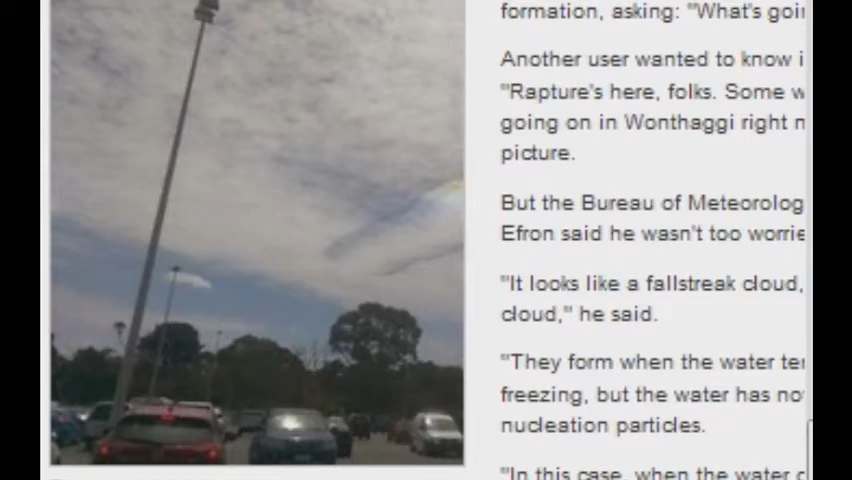 formation, asking: "What's goi
Another user wanted to know i
"Rapture's here, folks. Some w
going on in Wonthaggi right n
picture.
But the Bureau of Meteorolog
Efron said he wasn't too worrie
"It looks like a fallstreak cloud,
cloud," he said.
"They form when the water te
freezing, but the water has no
nucleation particles.
"In this case, when the water